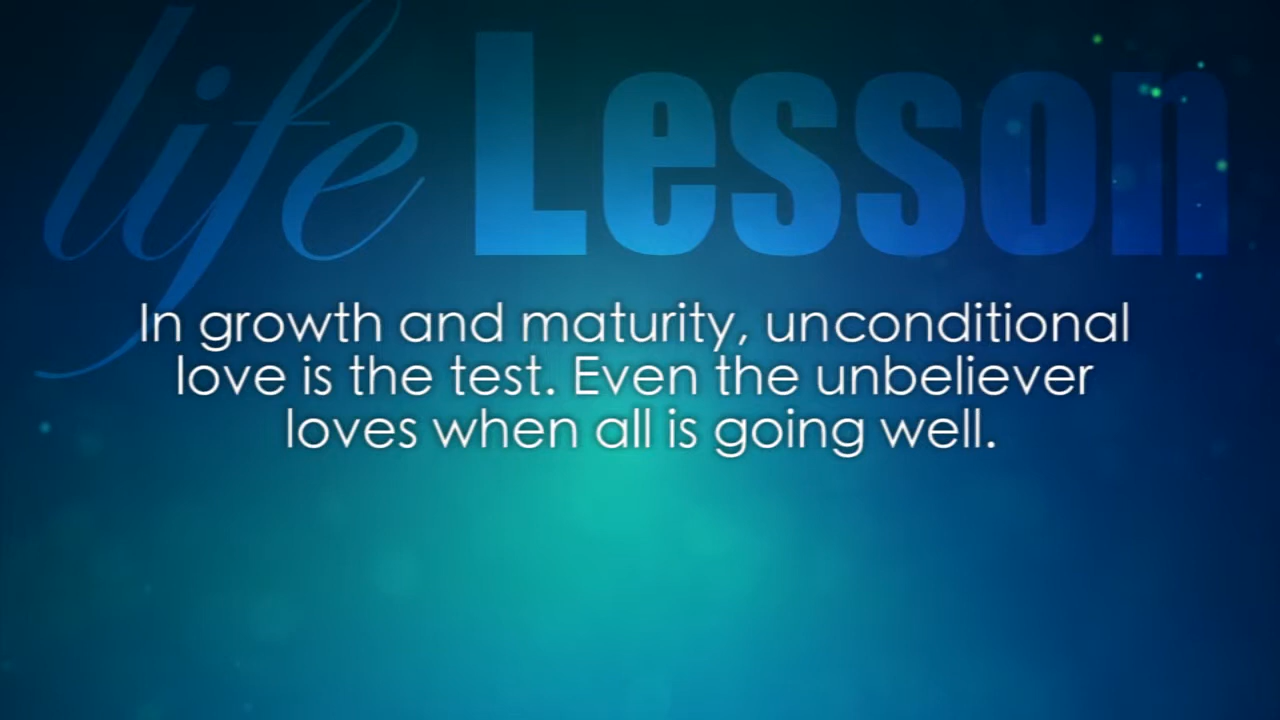 life Lesson
In growth and maturity, unconditional
love is the test. Even the unbeliever
loves when all is going well.